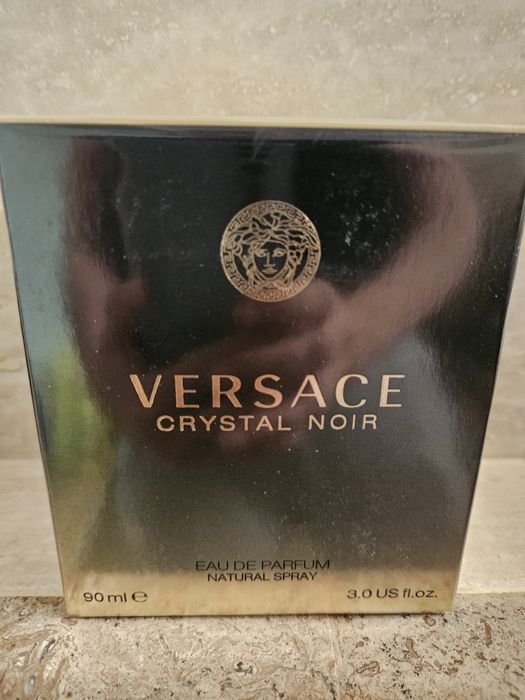 VERSACE
CRYSTAL NOIR
EAU DE PARFUM
NATURAL SPRAY
90 ml ℮
3.0 US fl.oz.